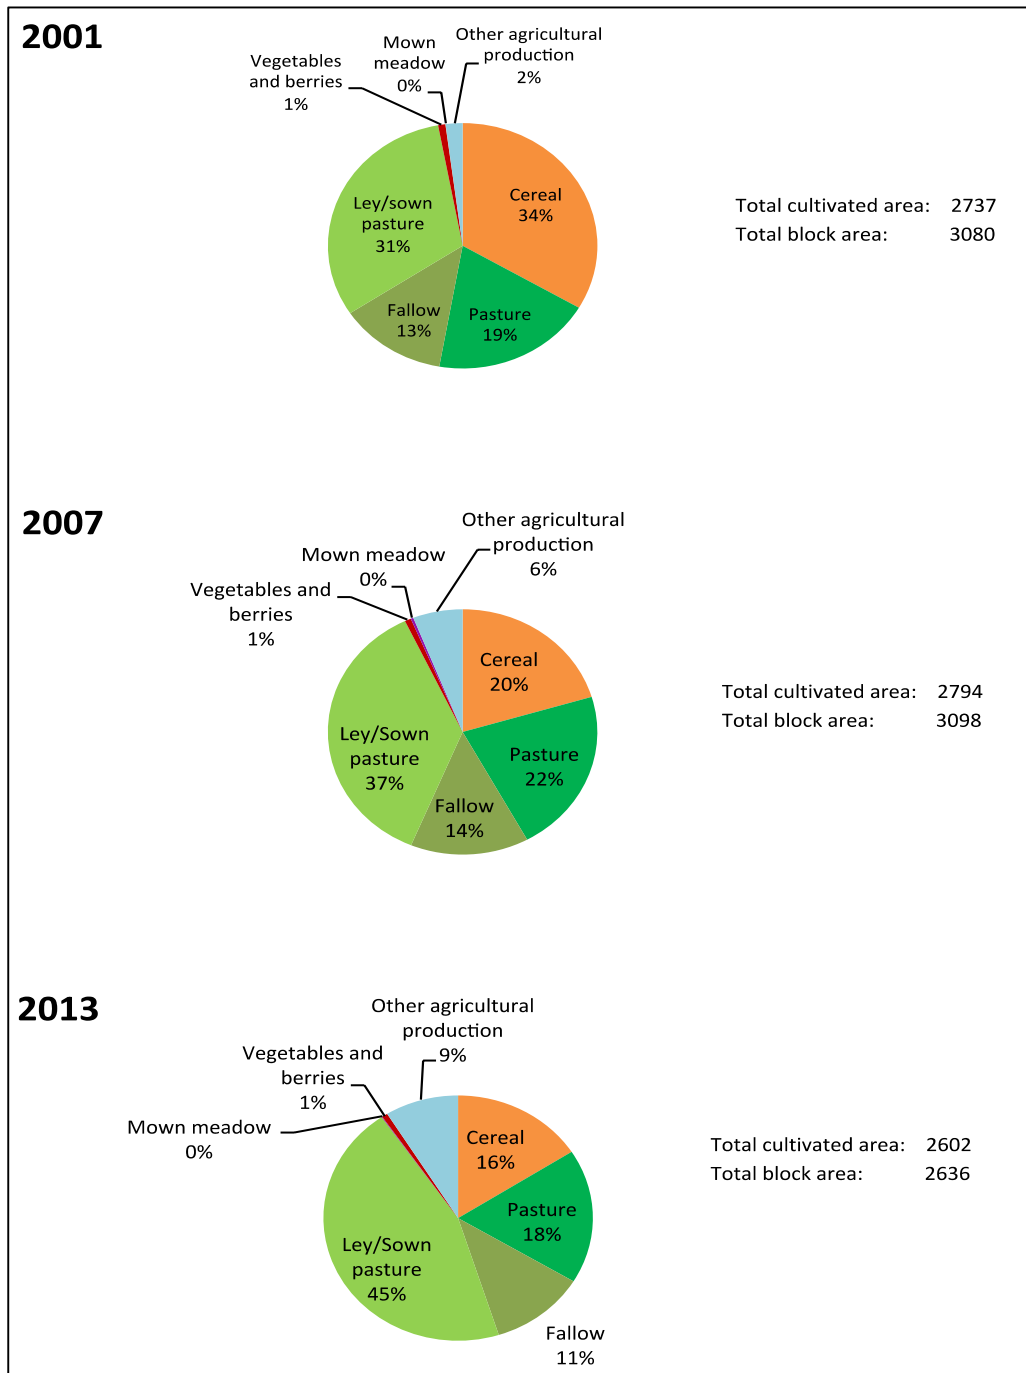 2001
Other agricultural
production
2%
Mown
meadow
0%
Vegetables
and berries
1%
Cereal
34%
Ley/sown
pasture
31%
Fallow
13%
Pasture
19%
Total cultivated area: 2737
Total block area: 3080
2007
Other agricultural
production
6%
Mown meadow
0%
Vegetables and
berries
1%
Cereal
20%
Ley/Sown
pasture
37%
Pasture
22%
Fallow
14%
Total cultivated area: 2794
Total block area: 3098
2013
Other agricultural
production
9%
Vegetables and
berries
1%
Mown meadow
0%
Cereal
16%
Pasture
18%
Ley/Sown
pasture
45%
Fallow
11%
Total cultivated area: 2602
Total block area: 2636